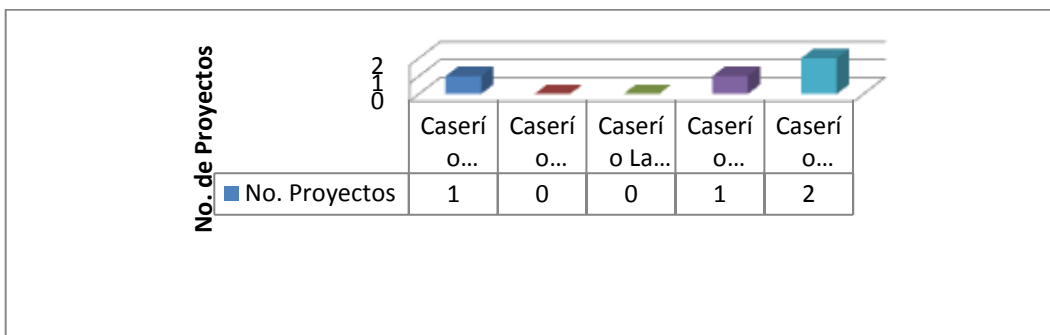 No. de Proyectos
2
1
0
Caserí Caserí Caserí Caserí Caserí
o... o... o La... o... o...
No. Proyectos 1 0 0 1 2